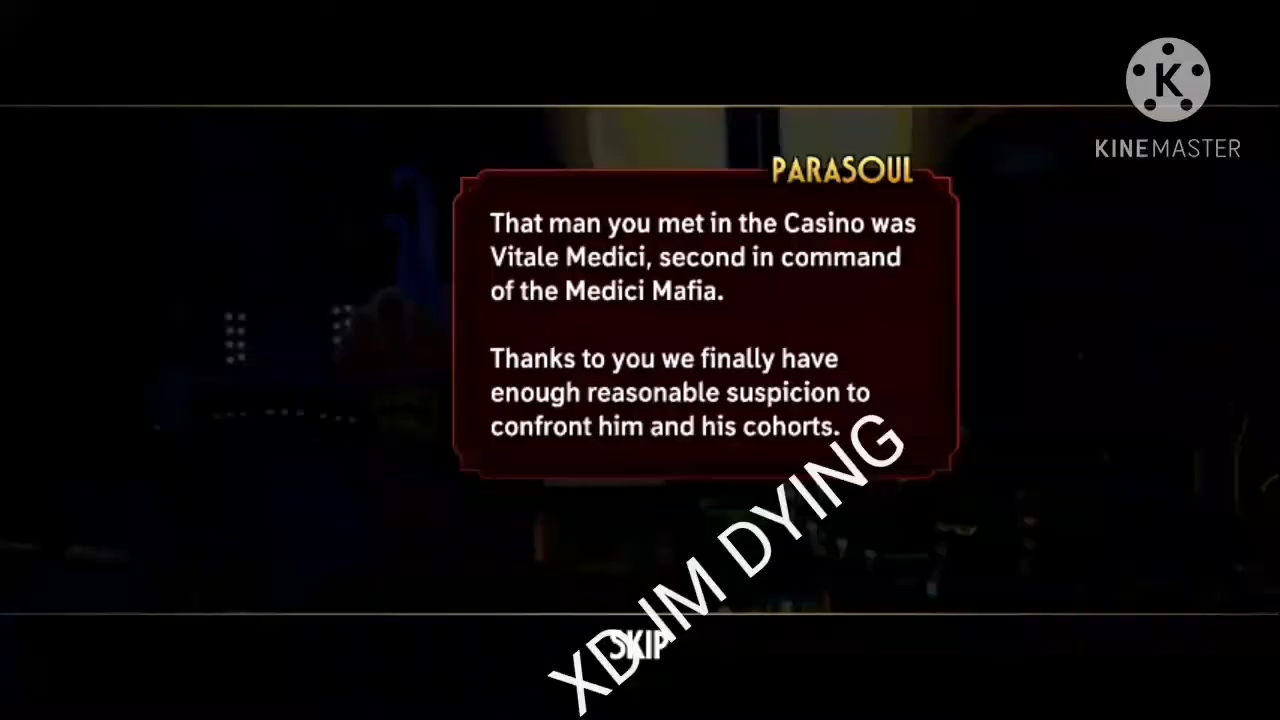 K
KINEMASTER
PARASOUL
That man you met in the Casino was
Vitale Medici, second in command
of the Medici Mafia.
Thanks to you we finally have
enough reasonable suspicion to
confront him and his cohorts.
XD IM DYING
SKIP